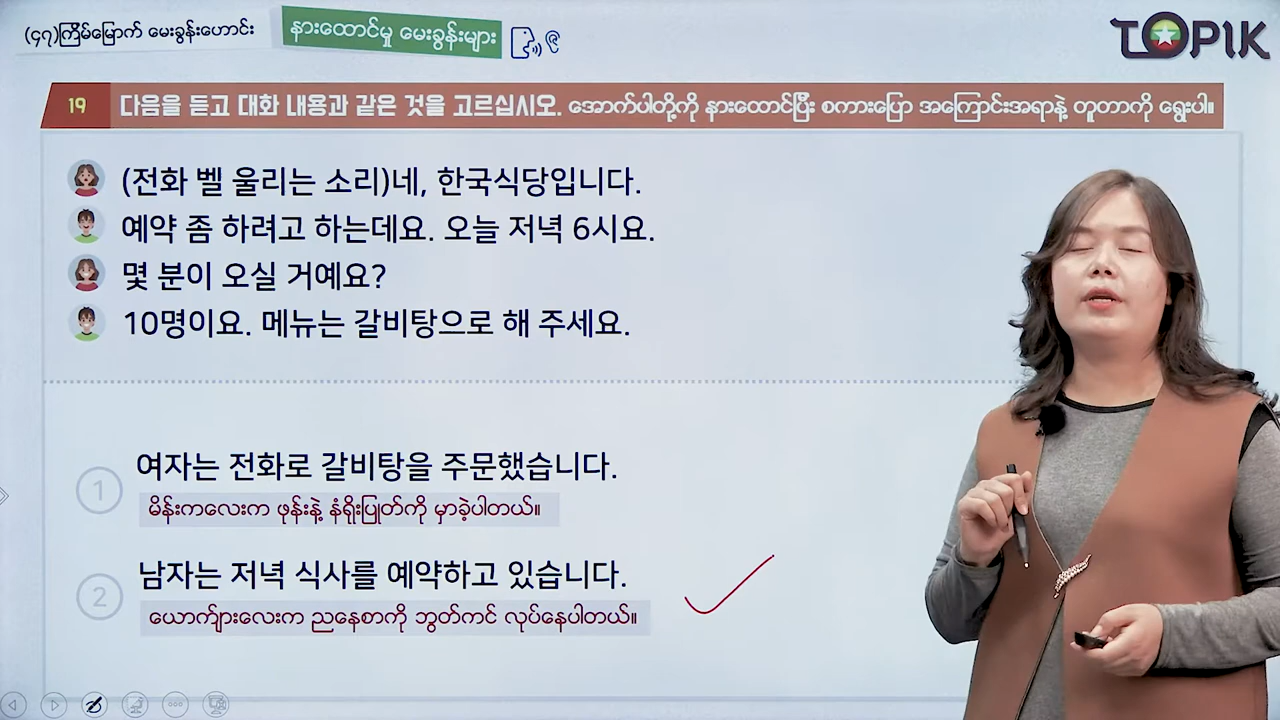 (၄၇)ကြိမ်မြောက် မေးခွန်းဟောင်း
နားထောင်မှု မေးခွန်းများ
TOPIK
19 다음을 듣고 대화 내용과 같은 것을 고르십시오. အောက်ပါတို့ကို နားထောင်ပြီး စကားပြော အကြောင်းအရာနဲ့ တူတာကို ရွေးပါ။
(전화 벨 울리는 소리)네, 한국식당입니다.
예약 좀 하려고 하는데요. 오늘 저녁 6시요.
몇 분이 오실 거예요?
10명이요. 메뉴는 갈비탕으로 해 주세요.
1 여자는 전화로 갈비탕을 주문했습니다.
မိန်းကလေးက ဖုန်းနဲ့ နံရိုးပြုတ်ကို မှာခဲ့ပါတယ်။
2 남자는 저녁 식사를 예약하고 있습니다.
ယောကျ်ားလေးက ညနေစာကို ဘွတ်ကင် လုပ်နေပါတယ်။